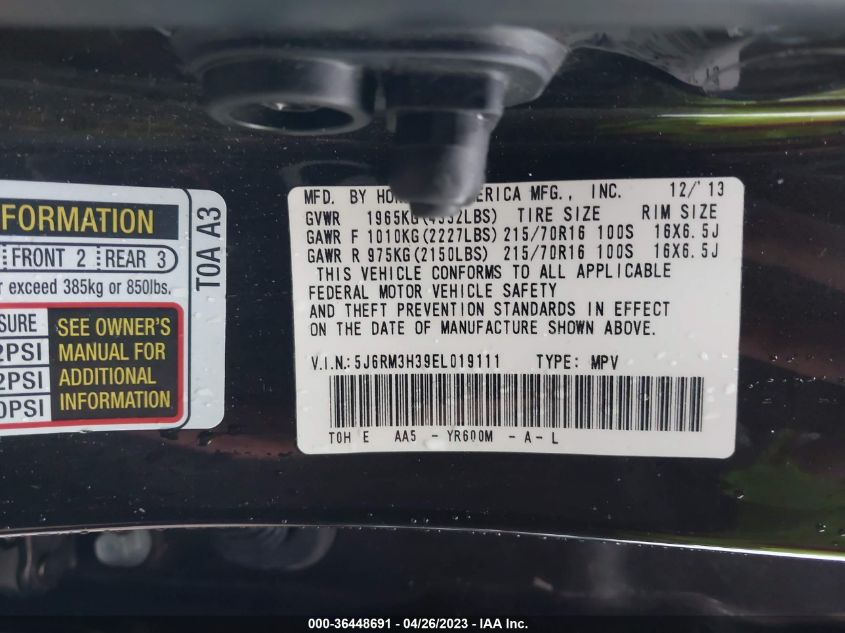 FORMATION
FRONT 2 REAR 3
exceed 385kg or 850lbs.
SURE
2PSI
2PSI
0PSI
SEE OWNER'S
MANUAL FOR
ADDITIONAL
INFORMATION
T0A A3
MFD. BY HON ERICA MFG., INC. 12/'13
GVWR 1965KG(4332LBS) TIRE SIZE RIM SIZE
GAWR F 1010KG(2227LBS) 215/70R16 100S 16X6.5J
GAWR R 975KG(2150LBS) 215/70R16 100S 16X6.5J
THIS VEHICLE CONFORMS TO ALL APPLICABLE
FEDERAL MOTOR VEHICLE SAFETY
AND THEFT PREVENTION STANDARDS IN EFFECT
ON THE DATE OF MANUFACTURE SHOWN ABOVE.
V.I.N.:5J6RM3H39EL019111 TYPE: MPV
T0H E AA5 - YR600M - A - L
000-36448691 - 04/26/2023 - IAA Inc.